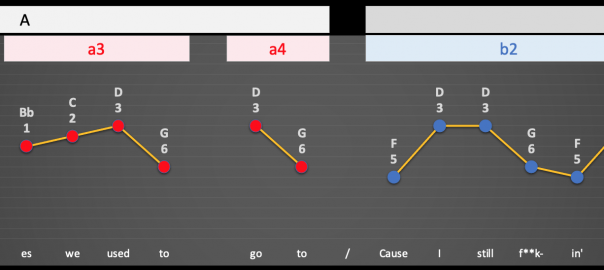 A
a3 a4 b2
D D D D
C
Bb 3 3 3 3
2 G G F G F
1 6 6 5 6 5
es we used to go to / Cause I still f**k- in'